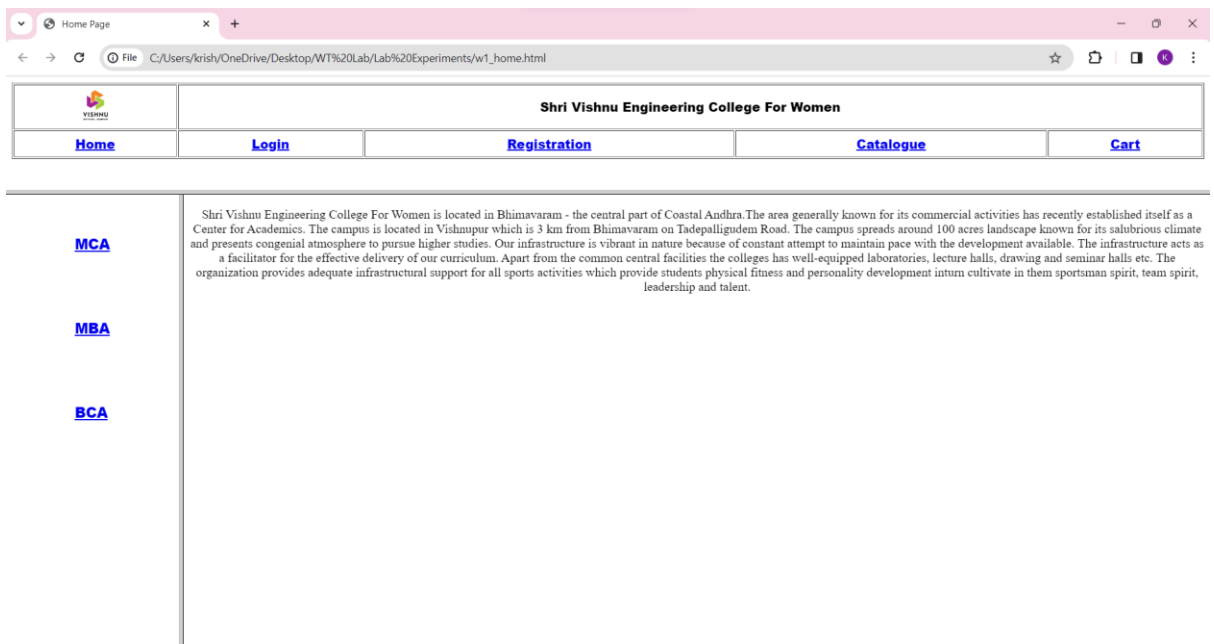 Home Page
File C:/Users/krish/OneDrive/Desktop/WT%20Lab/Lab%20Experiments/w1_home.html
K
VISHNU
Shri Vishnu Engineering College For Women
Home Login Registration Catalogue Cart
MCA
MBA
BCA
Shri Vishnu Engineering College For Women is located in Bhimavaram - the central part of Coastal Andhra.The area generally known for its commercial activities has recently established itself as a
Center for Academics. The campus is located in Vishnupur which is 3 km from Bhimavaram on Tadepalligudem Road. The campus spreads around 100 acres landscape known for its salubrious climate
and presents congenial atmosphere to pursue higher studies. Our infrastructure is vibrant in nature because of constant attempt to maintain pace with the development available. The infrastructure acts as
a facilitator for the effective delivery of our curriculum. Apart from the common central facilities the colleges has well-equipped laboratories, lecture halls, drawing and seminar halls etc. The
organization provides adequate infrastructural support for all sports activities which provide students physical fitness and personality development inturn cultivate in them sportsman spirit, team spirit,
leadership and talent.